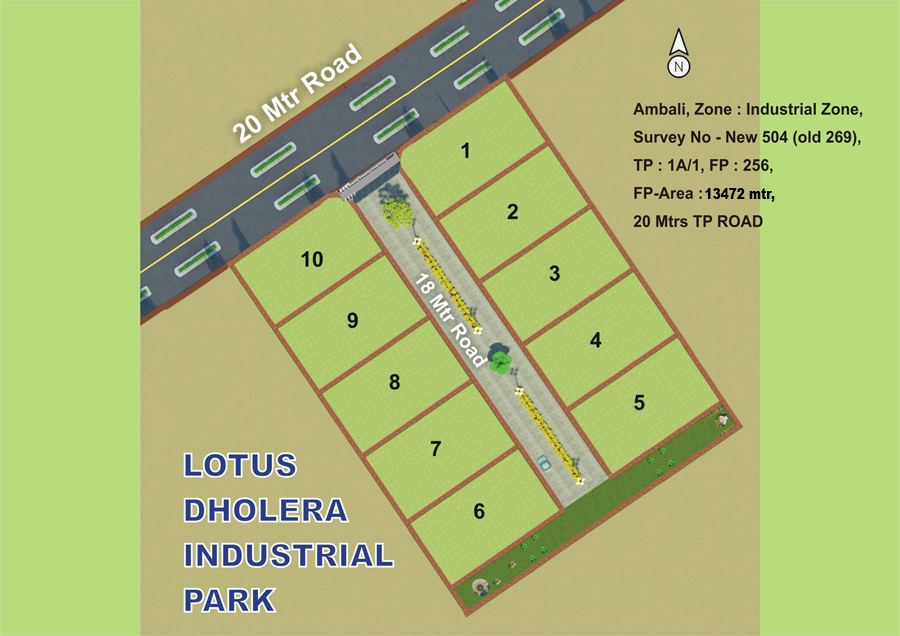 20 Mtr Road
N
Ambali, Zone : Industrial Zone,
Survey No - New 504 (old 269),
TP : 1A/1, FP : 256,
FP-Area : 13472 mtr,
20 Mtrs TP ROAD
1
2
3
4
5
10
9
8
7
6
18 Mtr Road
LOTUS
DHOLERA
INDUSTRIAL
PARK